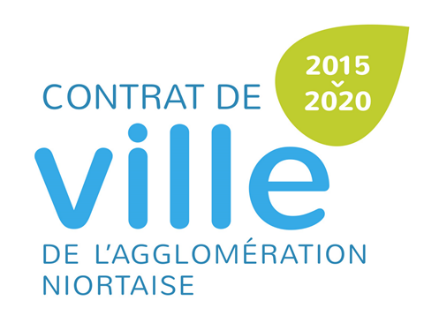 2015
2020
CONTRAT DE
ville
DE L'AGGLOMÉRATION
NIORTAISE